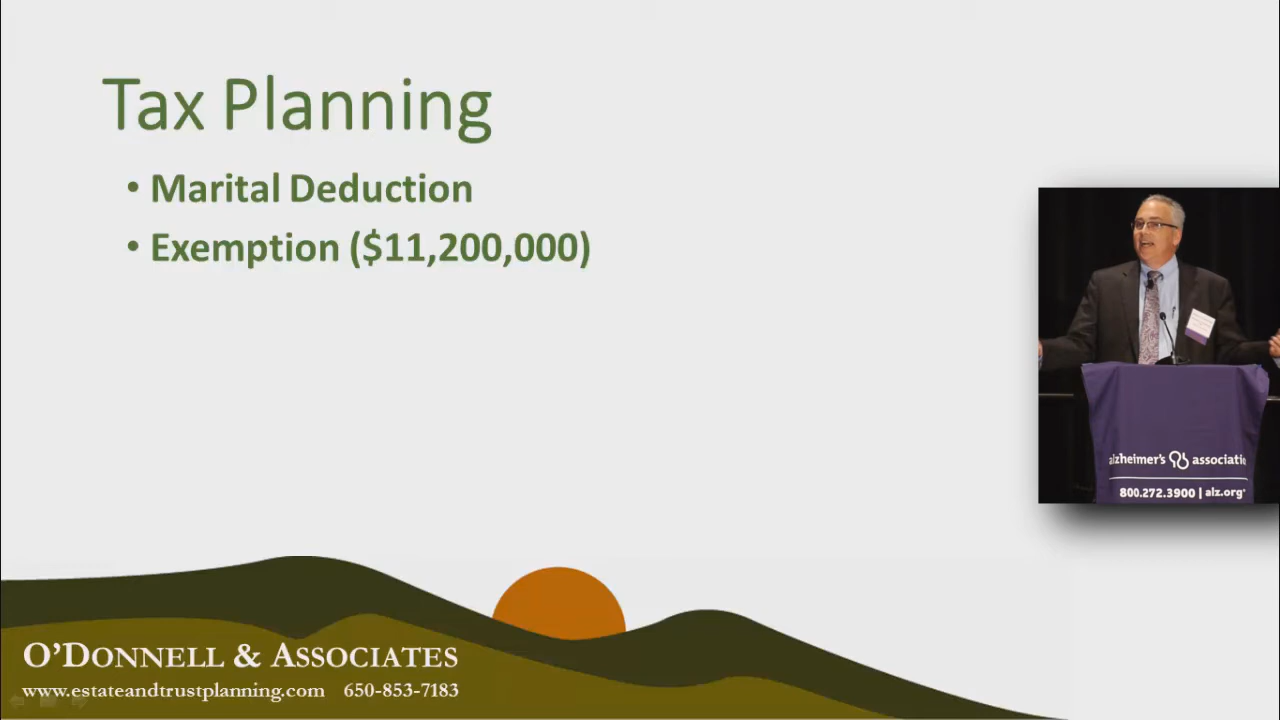 Tax Planning
• Marital Deduction
• Exemption ($11,200,000)
alzheimer's associati
800.272.3900 | alz.org
O'DONNELL & ASSOCIATES
www.estateandtrustplanning.com 650-853-7183